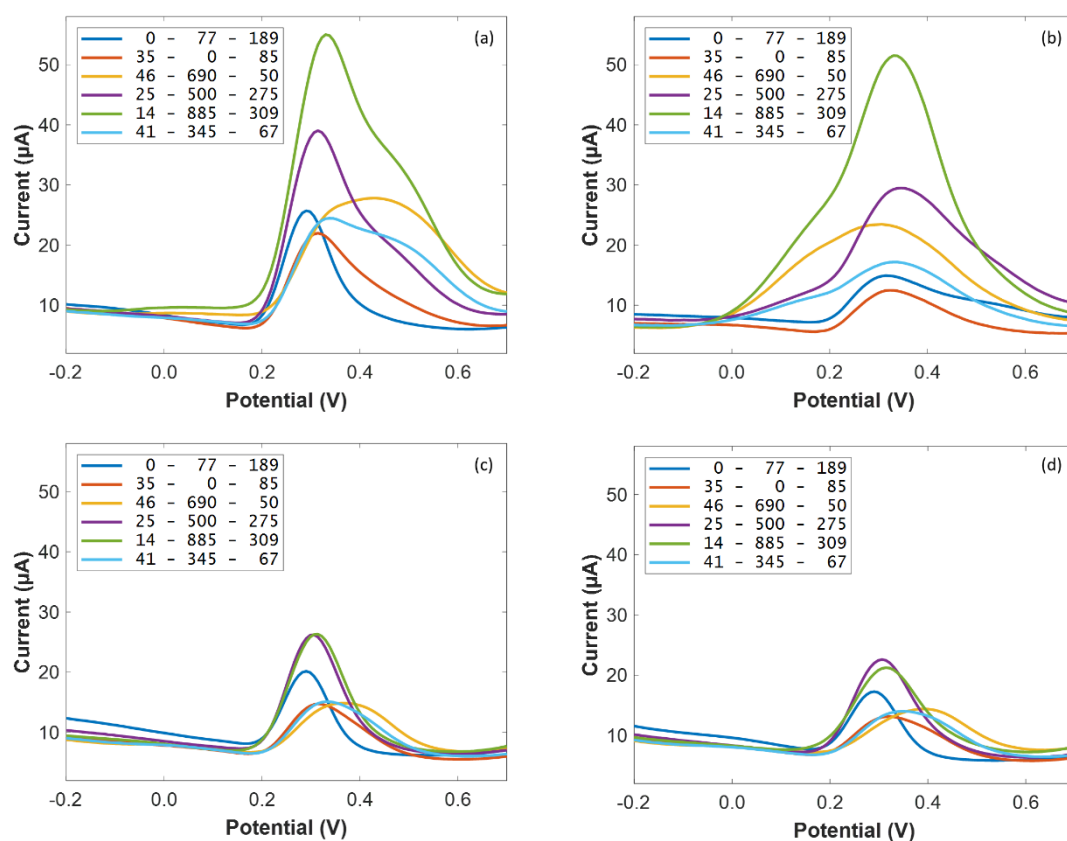 (a)
0 - 77 - 189
35 - 0 - 85
46 - 690 - 50
25 - 500 - 275
14 - 885 - 309
41 - 345 - 67
50
40
30
20
10
Current (µA)
-0.2 0.0 0.2 0.4 0.6
Potential (V)
(b)
0 - 77 - 189
35 - 0 - 85
46 - 690 - 50
25 - 500 - 275
14 - 885 - 309
41 - 345 - 67
50
40
30
20
10
Current (µA)
-0.2 0.0 0.2 0.4 0.6
Potential (V)
(c)
0 - 77 - 189
35 - 0 - 85
46 - 690 - 50
25 - 500 - 275
14 - 885 - 309
41 - 345 - 67
50
40
30
20
10
Current (µA)
-0.2 0.0 0.2 0.4 0.6
Potential (V)
(d)
0 - 77 - 189
35 - 0 - 85
46 - 690 - 50
25 - 500 - 275
14 - 885 - 309
41 - 345 - 67
50
40
30
20
10
Current (µA)
-0.2 0.0 0.2 0.4 0.6
Potential (V)